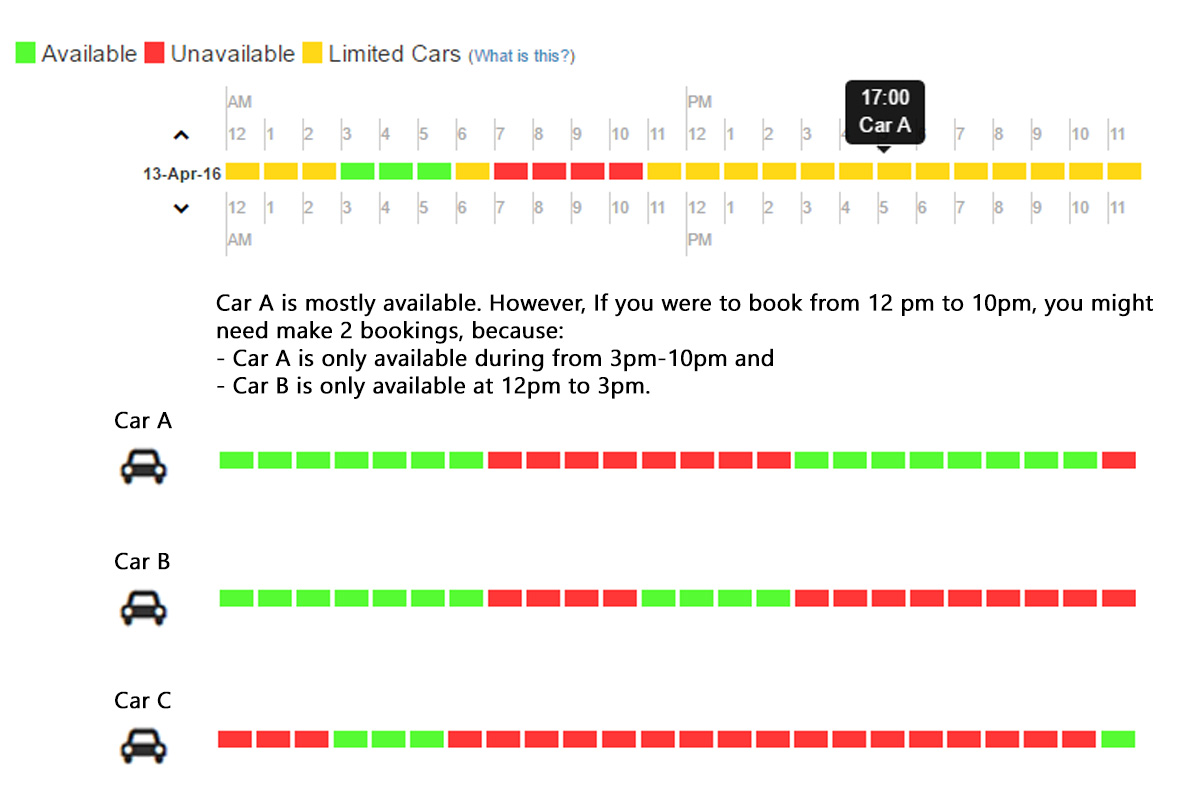 Available Unavailable Limited Cars (What is this?)
AM PM
17:00
Car A
12 1 2 3 4 5 6 7 8 9 10 11 12 1 2 3 4 6 7 8 9 10 11
13-Apr-16
12 1 2 3 4 5 6 7 8 9 10 11 12 1 2 3 4 5 6 7 8 9 10 11
AM PM
Car A is mostly available. However, If you were to book from 12 pm to 10pm, you might
need make 2 bookings, because:
- Car A is only available during from 3pm-10pm and
- Car B is only available at 12pm to 3pm.
Car A
Car B
Car C